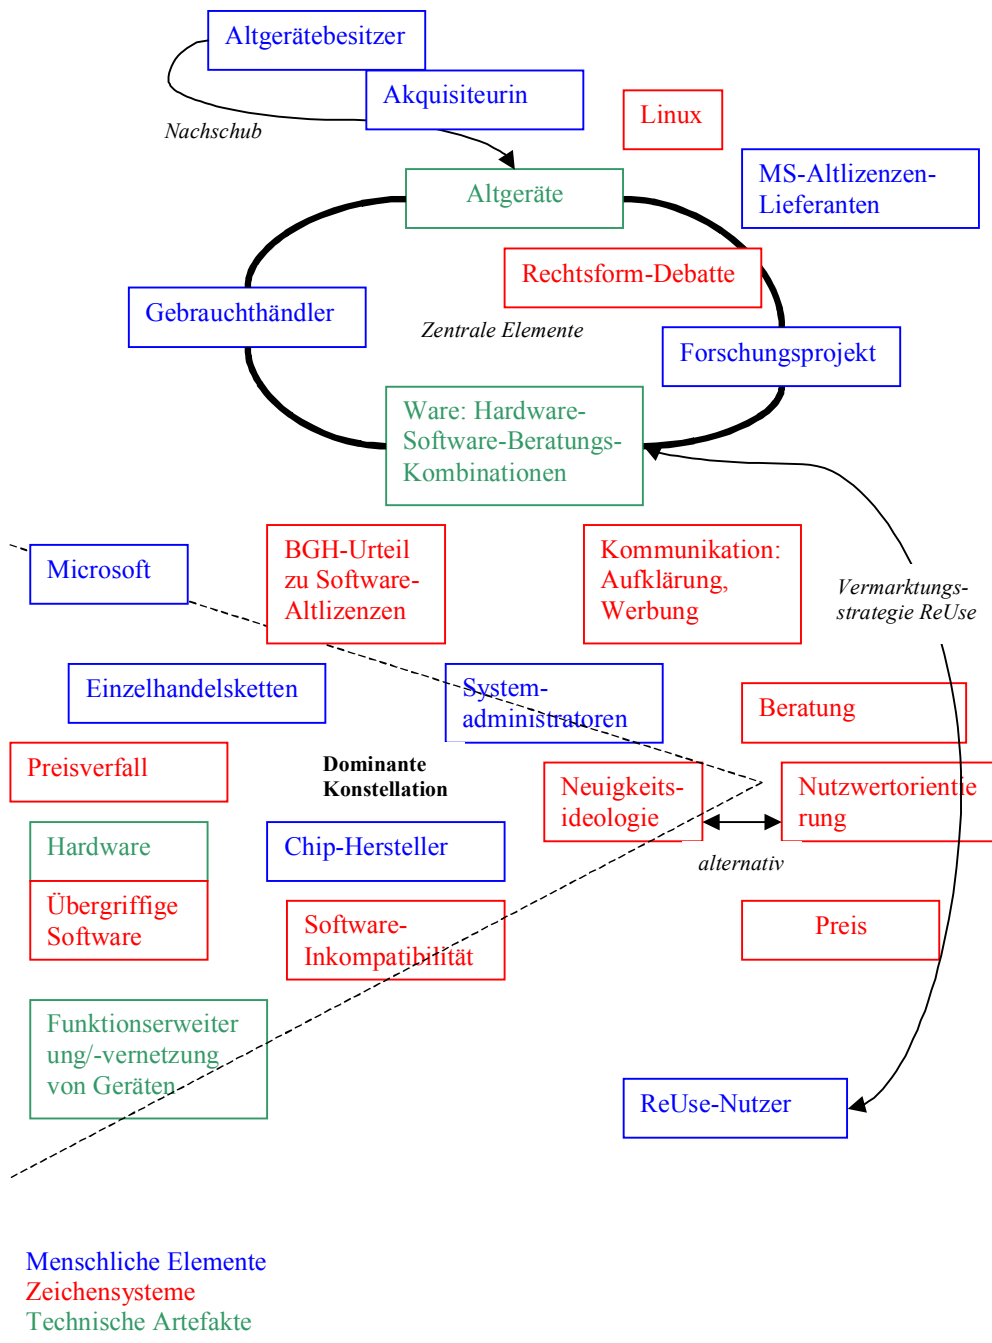 Altgerätebesitzer
Akquisiteurin
Nachschub
Linux
MS-Altlizenzen-
Lieferanten
Altgeräte
Rechtsform-Debatte
Gebrauchthändler
Zentrale Elemente
Forschungsprojekt
Ware: Hardware-
Software-Beratungs-
Kombinationen
Microsoft
BGH-Urteil
zu Software-
Altlizenzen
Kommunikation:
Aufklärung,
Werbung
Vermarktungs-
strategie ReUse
Einzelhandelsketten
System-
administratoren
Beratung
Preisverfall
Dominante
Konstellation
Neuigkeits-
ideologie
Nutzwertorientie
rung
alternativ
Hardware
Chip-Hersteller
Übergriffige
Software
Software-
Inkompatibilität
Preis
Funktionserweiter
ung/-vernetzung
von Geräten
ReUse-Nutzer
Menschliche Elemente
Zeichensysteme
Technische Artefakte